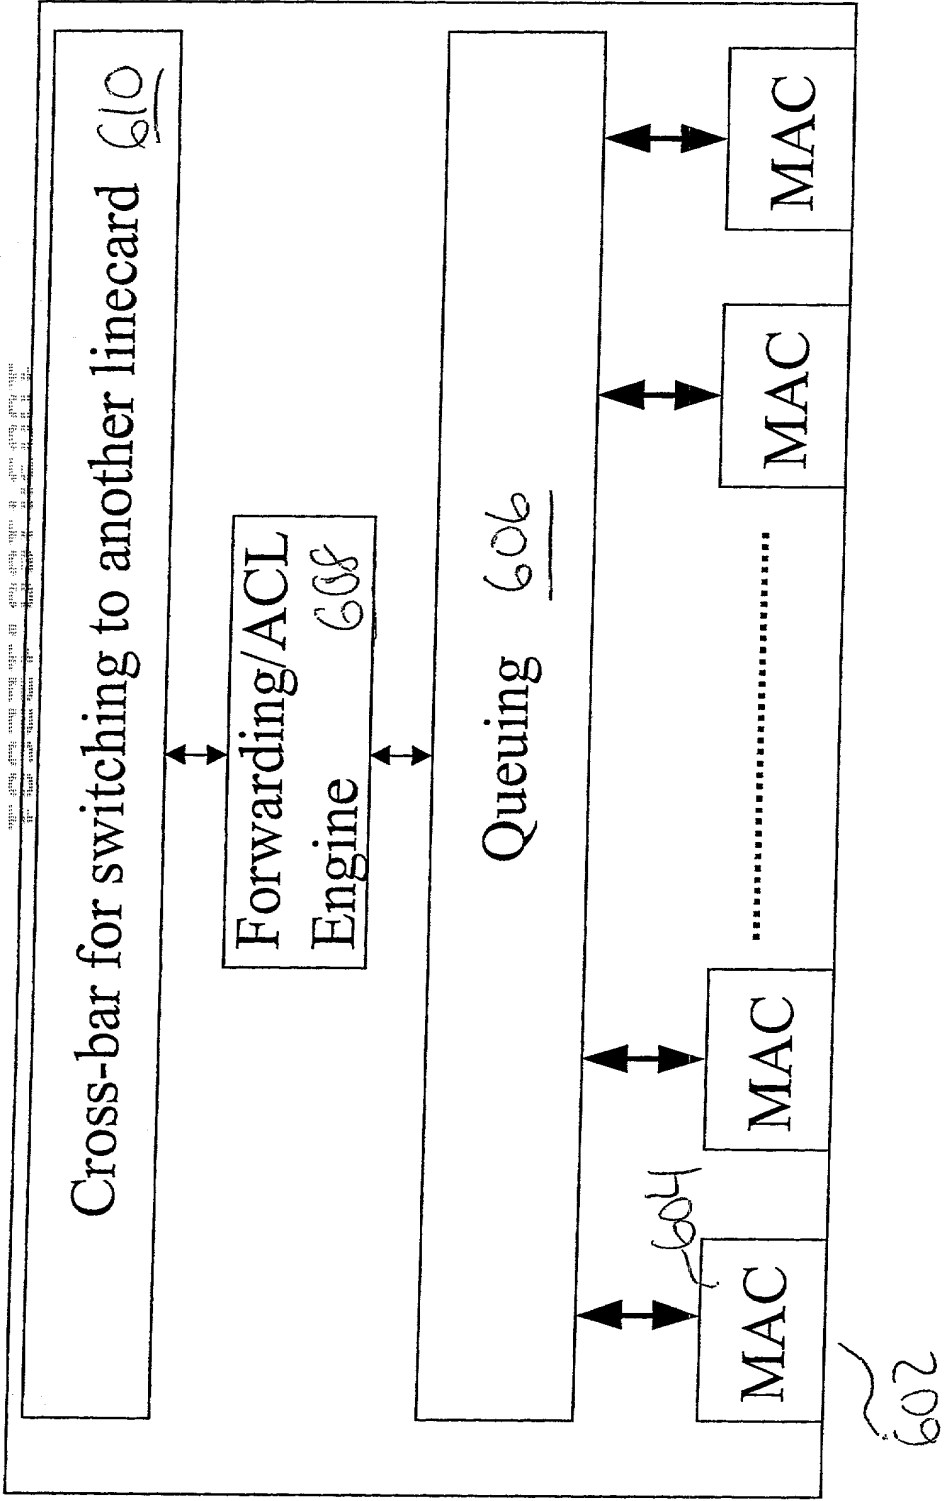 Cross-bar for switching to another linecard 610
Forwarding/ACL
Engine 608
Queuing 606
604
MAC
MAC
MAC
MAC
602